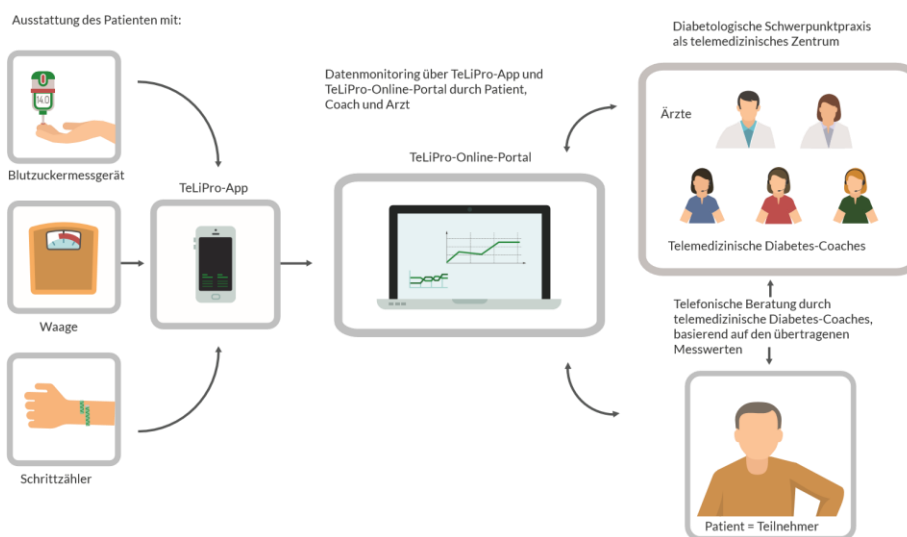 Ausstattung des Patienten mit:
14.0
Blutzuckermessgerät
Waage
Schrittzähler
TeLiPro-App
Datenmonitoring über TeLiPro-App und
TeLiPro-Online-Portal durch Patient,
Coach und Arzt
TeLiPro-Online-Portal
Diabetologische Schwerpunktpraxis
als telemedizinisches Zentrum
Ärzte
Telemedizinische Diabetes-Coaches
Telefonische Beratung durch
telemedizinische Diabetes-Coaches,
basierend auf den übertragenen
Messwerten
Patient = Teilnehmer